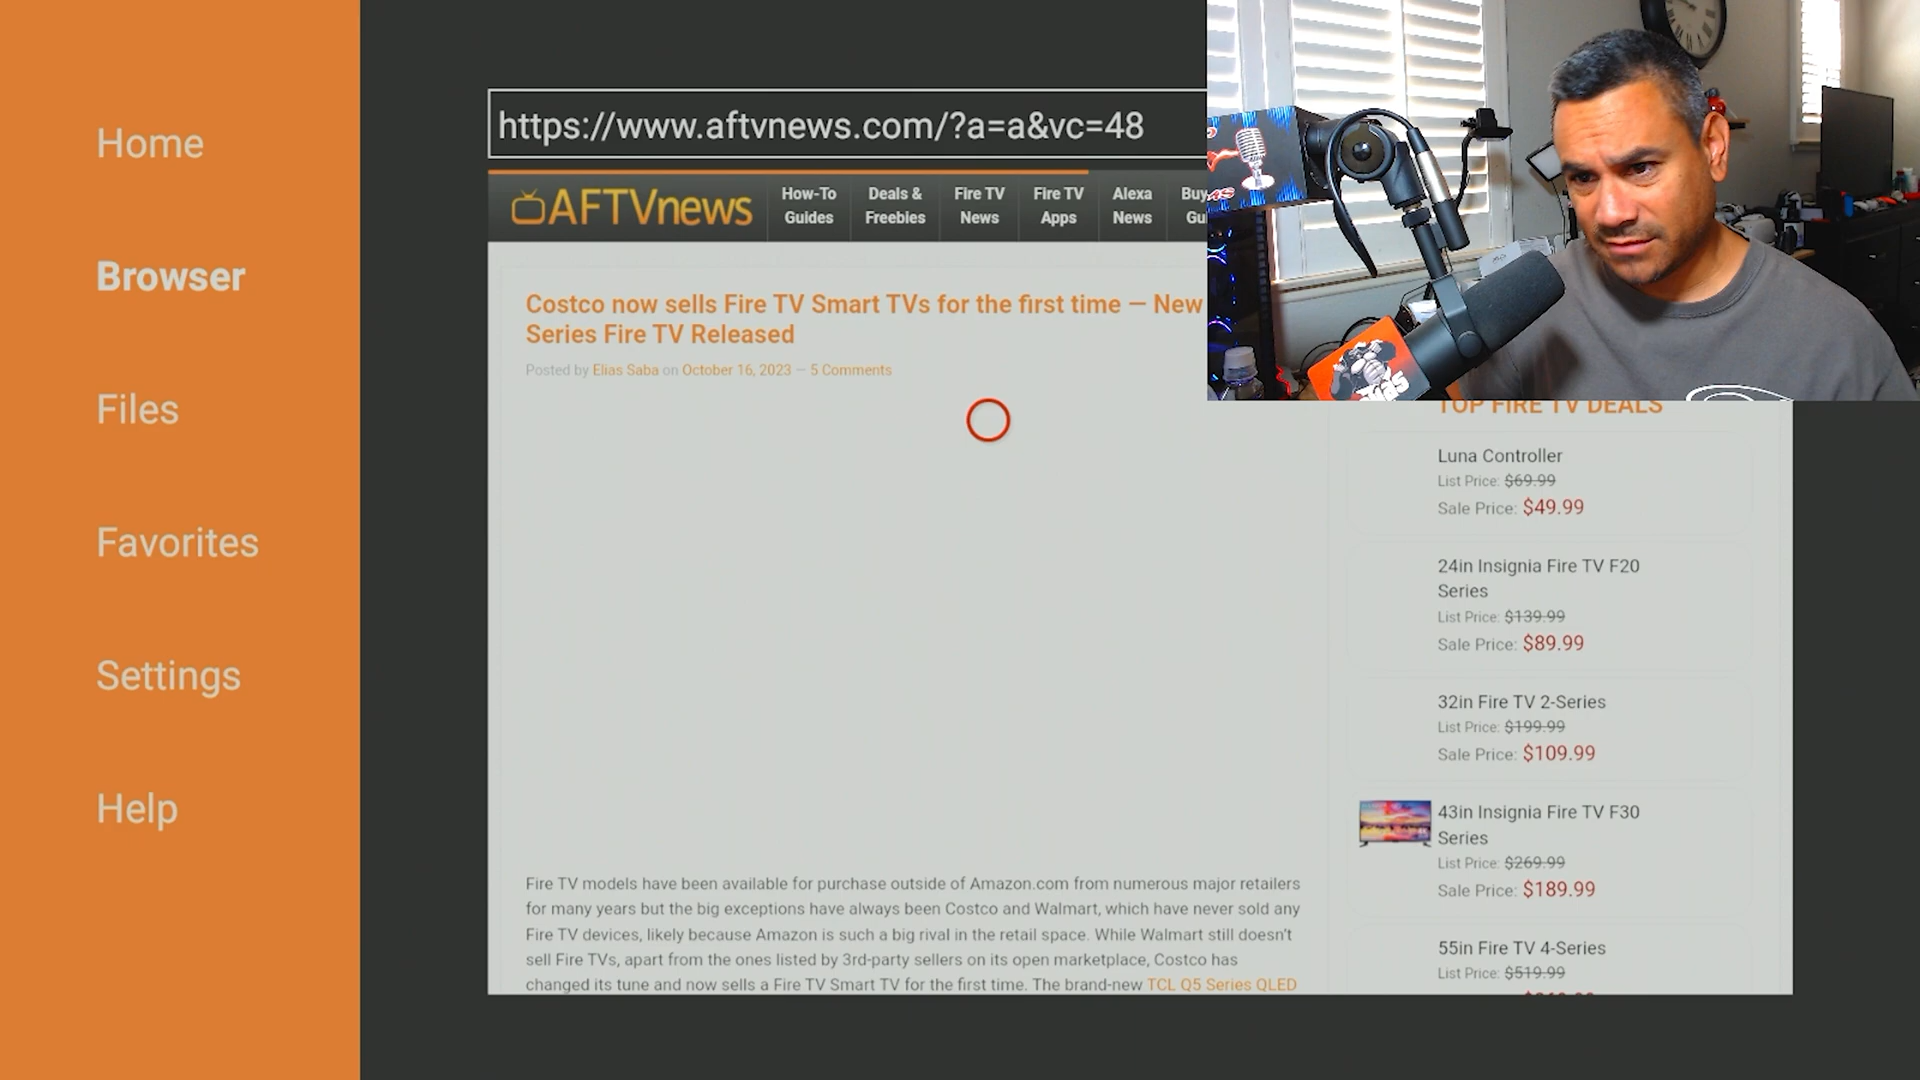 Home
Browser
Files
Favorites
Settings
Help
https://www.aftvnews.com/?a=a&vc=48
AFTVnews
How-To
Guides
Deals &
Freebies
Fire TV
News
Fire TV
Apps
Alexa
News
Costco now sells Fire TV Smart TVs for the first time — New
Series Fire TV Released
Posted by Elias Saba on October 16, 2023 — 5 Comments
Fire TV models have been available for purchase outside of Amazon.com from numerous major retailers
for many years but the big exceptions have always been Costco and Walmart, which have never sold any
Fire TV devices, likely because Amazon is such a big rival in the retail space. While Walmart still doesn't
sell Fire TVs, apart from the ones listed by 3rd-party sellers on its open marketplace, Costco has
changed its tune and now sells a Fire TV Smart TV for the first time. The brand-new TCL Q5 Series QLED
TOP FIRE TV DEALS
Luna Controller
List Price: $69.99
Sale Price: $49.99
24in Insignia Fire TV F20
Series
List Price: $139.99
Sale Price: $89.99
32in Fire TV 2-Series
List Price: $199.99
Sale Price: $109.99
43in Insignia Fire TV F30
Series
List Price: $269.99
Sale Price: $189.99
55in Fire TV 4-Series
List Price: $519.99